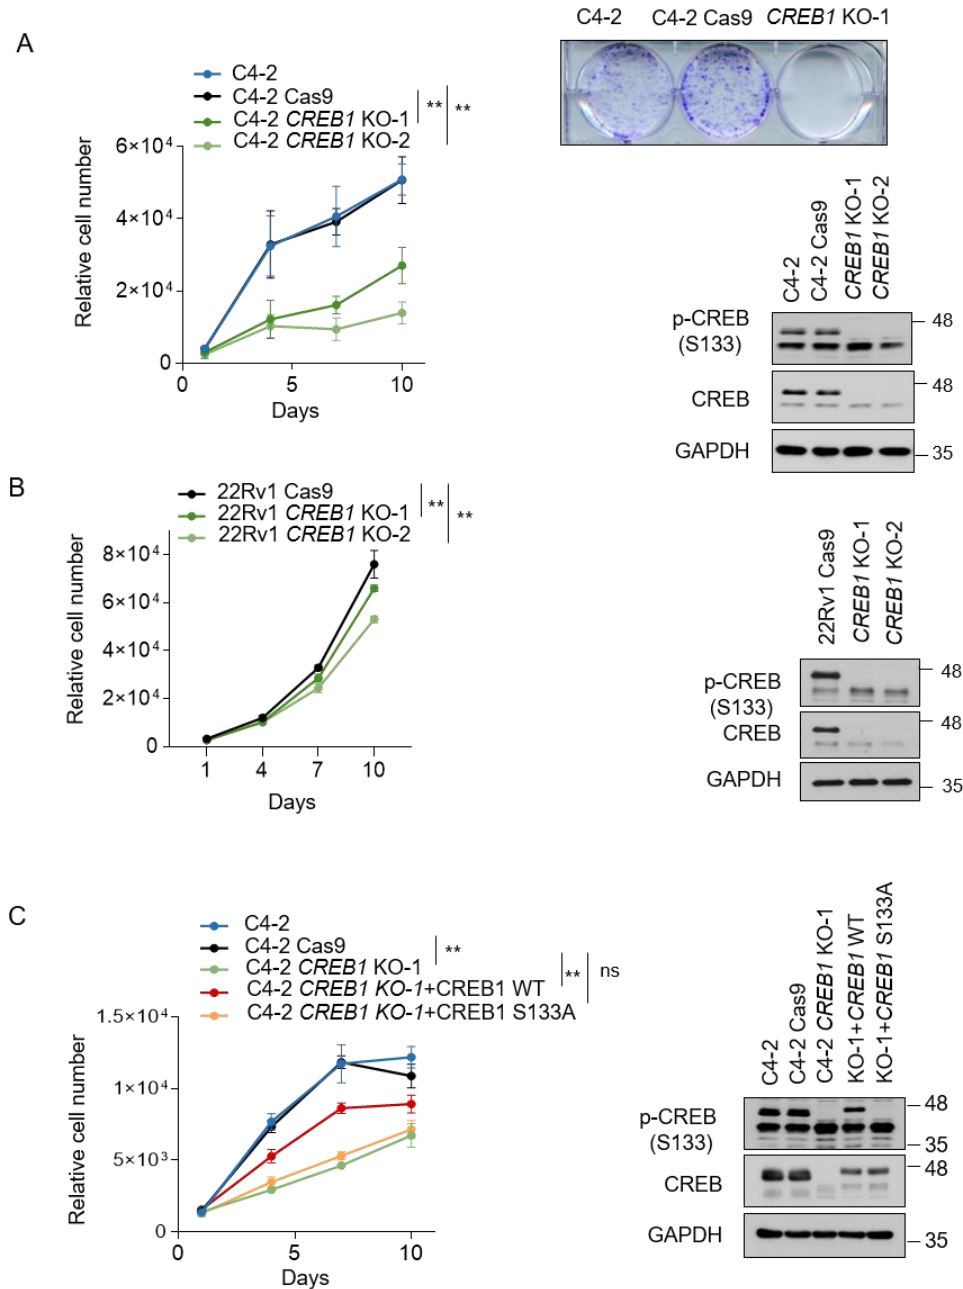 A
C4-2 C4-2 Cas9 CREB1 KO-1
C4-2
C4-2 Cas9
C4-2 CREB1 KO-1
C4-2 CREB1 KO-2
** **
Relative cell number
6×10⁴
4×10⁴
2×10⁴
0
0 5 10
Days
C4-2
C4-2 Cas9
CREB1 KO-1
CREB1 KO-2
p-CREB
(S133)
48
CREB
48
GAPDH
35
B
22Rv1 Cas9
22Rv1 CREB1 KO-1
22Rv1 CREB1 KO-2
** **
Relative cell number
8×10⁴
6×10⁴
4×10⁴
2×10⁴
0
1 4 7 10
Days
22Rv1 Cas9
CREB1 KO-1
CREB1 KO-2
p-CREB
(S133)
48
CREB
48
GAPDH
35
C
C4-2
C4-2 Cas9
C4-2 CREB1 KO-1
C4-2 CREB1 KO-1+CREB1 WT
C4-2 CREB1 KO-1+CREB1 S133A
** ** ns
Relative cell number
1.5×10⁴
1×10⁴
5×10³
0
0 5 10
Days
C4-2
C4-2 Cas9
C4-2 CREB1 KO-1
KO-1+CREB1 WT
KO-1+CREB1 S133A
p-CREB
(S133)
48
35
CREB
48
GAPDH
35